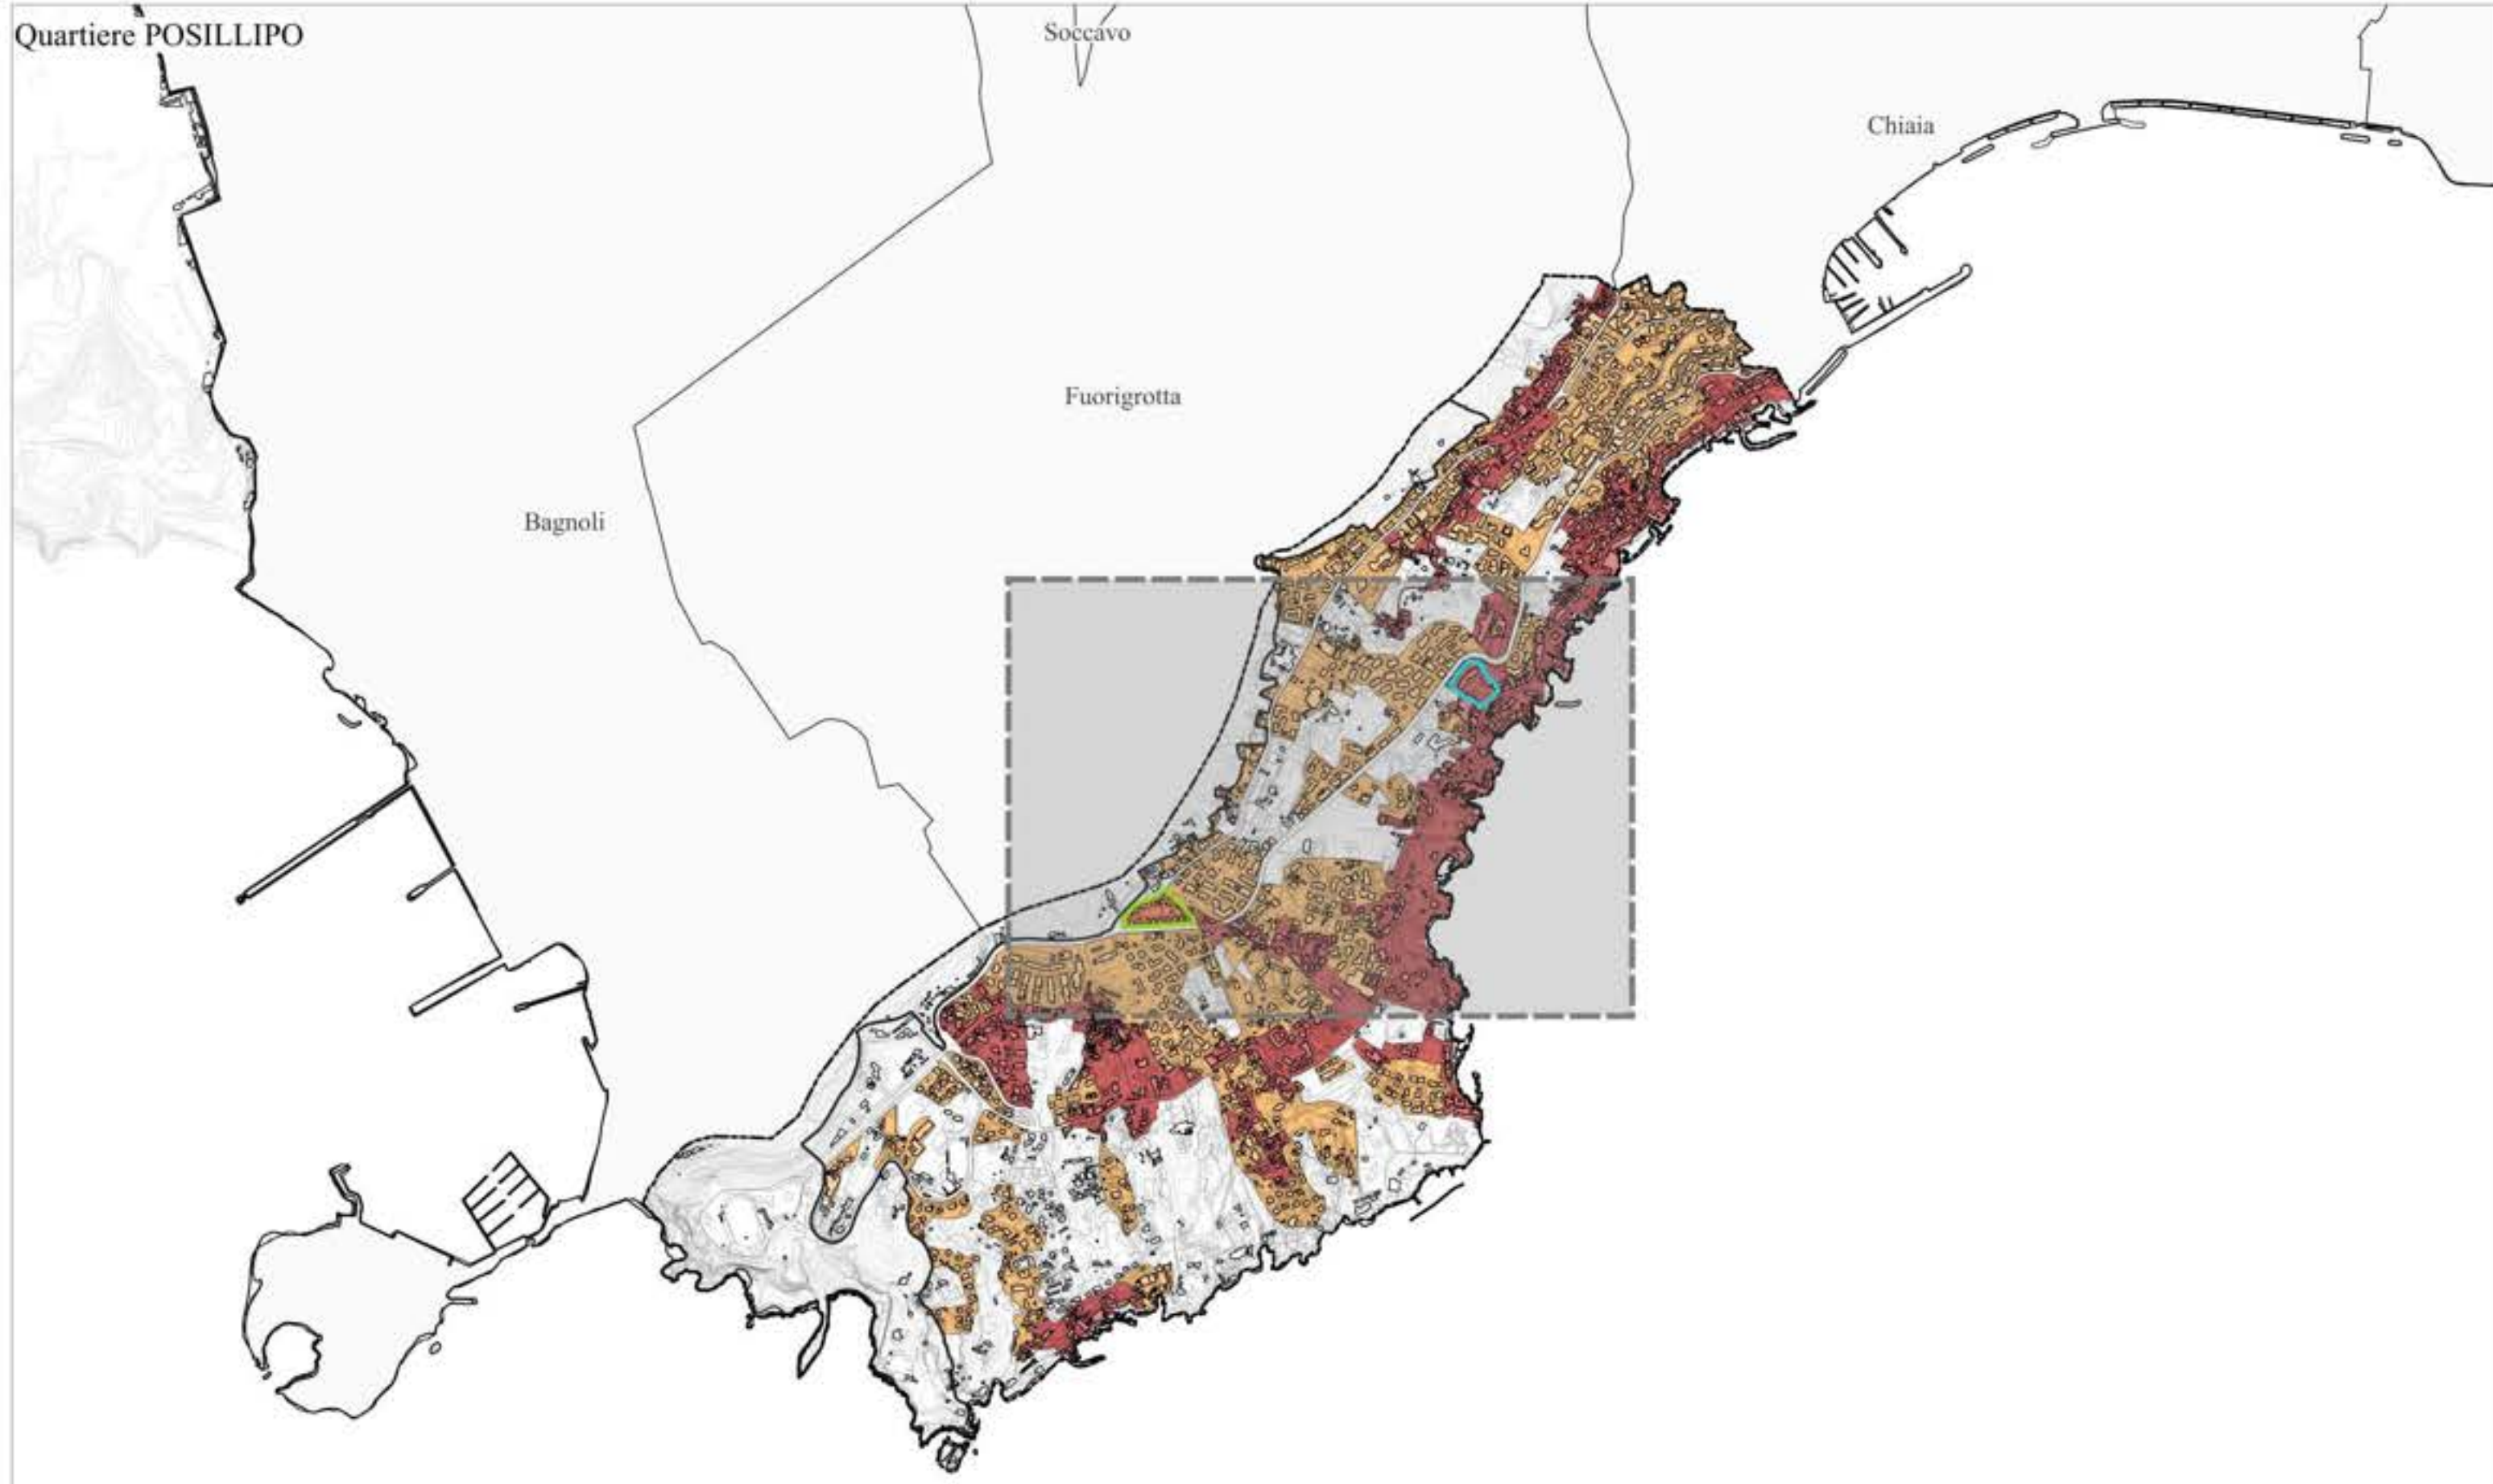 Quartiere POSILLIPO
Soccavo
Chiaia
Fuorigrotta
Bagnoli